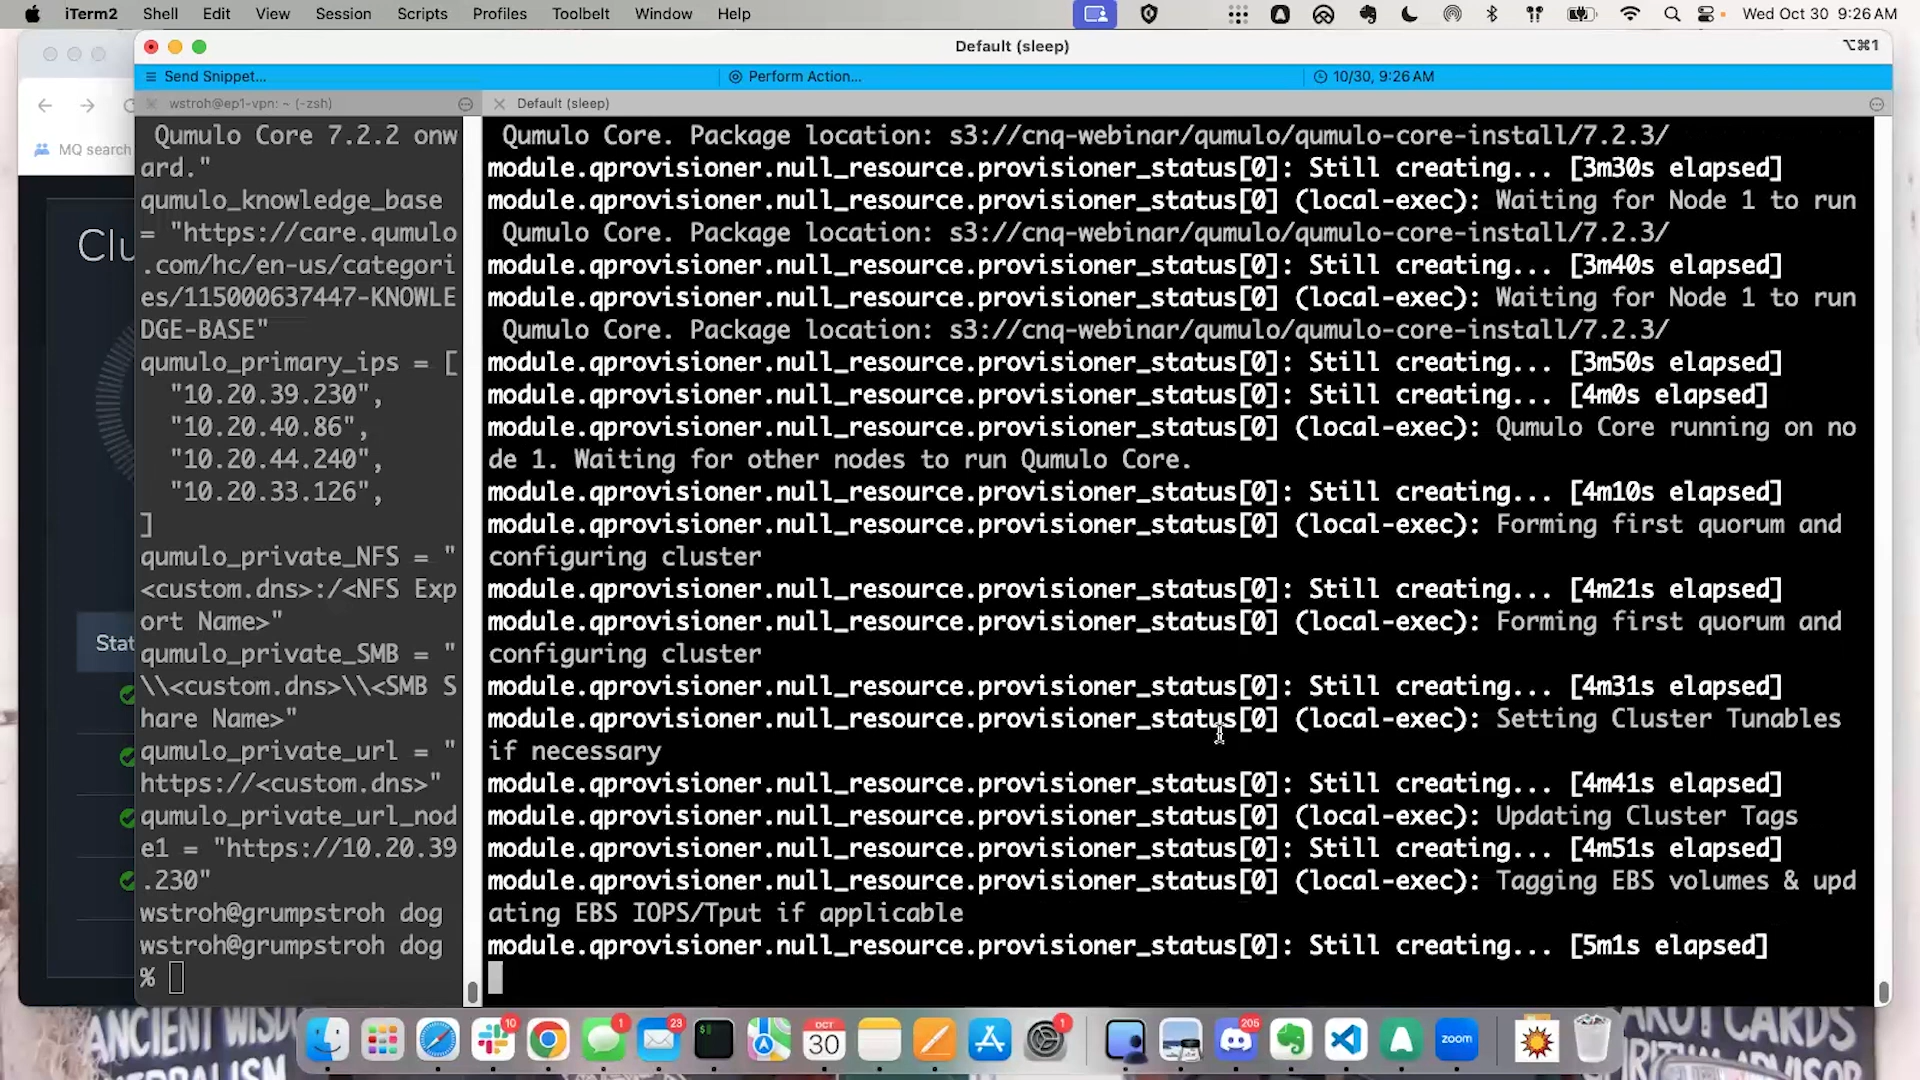 iTerm2 Shell Edit View Session Scripts Profiles Toolbelt Window Help Wed Oct 30 9:26 AM
Default (sleep) ⌥⌘1
Send Snippet... Perform Action... 10/30, 9:26 AM
wstroh@ep1-vpn: ~ (-zsh) Default (sleep)
MQ search
Clu
Stat
Qumulo Core 7.2.2 onw
ard."
qumulo_knowledge_base
= "https://care.qumulo
.com/hc/en-us/categori
es/115000637447-KNOWLE
DGE-BASE"
qumulo_primary_ips = [
"10.20.39.230",
"10.20.40.86",
"10.20.44.240",
"10.20.33.126",
]
qumulo_private_NFS = "
<custom.dns>:/<NFS Exp
ort Name>"
qumulo_private_SMB = "
\\<custom.dns>\\<SMB S
hare Name>"
qumulo_private_url = "
https://<custom.dns>"
qumulo_private_url_nod
e1 = "https://10.20.39
.230"
wstroh@grumpstroh dog
wstroh@grumpstroh dog
%
Qumulo Core. Package location: s3://cnq-webinar/qumulo/qumulo-core-install/7.2.3/
module.qprovisioner.null_resource.provisioner_status[0]: Still creating... [3m30s elapsed]
module.qprovisioner.null_resource.provisioner_status[0] (local-exec): Waiting for Node 1 to run
Qumulo Core. Package location: s3://cnq-webinar/qumulo/qumulo-core-install/7.2.3/
module.qprovisioner.null_resource.provisioner_status[0]: Still creating... [3m40s elapsed]
module.qprovisioner.null_resource.provisioner_status[0] (local-exec): Waiting for Node 1 to run
Qumulo Core. Package location: s3://cnq-webinar/qumulo/qumulo-core-install/7.2.3/
module.qprovisioner.null_resource.provisioner_status[0]: Still creating... [3m50s elapsed]
module.qprovisioner.null_resource.provisioner_status[0]: Still creating... [4m0s elapsed]
module.qprovisioner.null_resource.provisioner_status[0] (local-exec): Qumulo Core running on no
de 1. Waiting for other nodes to run Qumulo Core.
module.qprovisioner.null_resource.provisioner_status[0]: Still creating... [4m10s elapsed]
module.qprovisioner.null_resource.provisioner_status[0] (local-exec): Forming first quorum and
configuring cluster
module.qprovisioner.null_resource.provisioner_status[0]: Still creating... [4m21s elapsed]
module.qprovisioner.null_resource.provisioner_status[0] (local-exec): Forming first quorum and
configuring cluster
module.qprovisioner.null_resource.provisioner_status[0]: Still creating... [4m31s elapsed]
module.qprovisioner.null_resource.provisioner_status[0] (local-exec): Setting Cluster Tunables
if necessary
module.qprovisioner.null_resource.provisioner_status[0]: Still creating... [4m41s elapsed]
module.qprovisioner.null_resource.provisioner_status[0] (local-exec): Updating Cluster Tags
module.qprovisioner.null_resource.provisioner_status[0]: Still creating... [4m51s elapsed]
module.qprovisioner.null_resource.provisioner_status[0] (local-exec): Tagging EBS volumes & upd
ating EBS IOPS/Tput if applicable
module.qprovisioner.null_resource.provisioner_status[0]: Still creating... [5m1s elapsed]
ANCIENT WISD
10 1 23 OCT 30 1 205 zoom